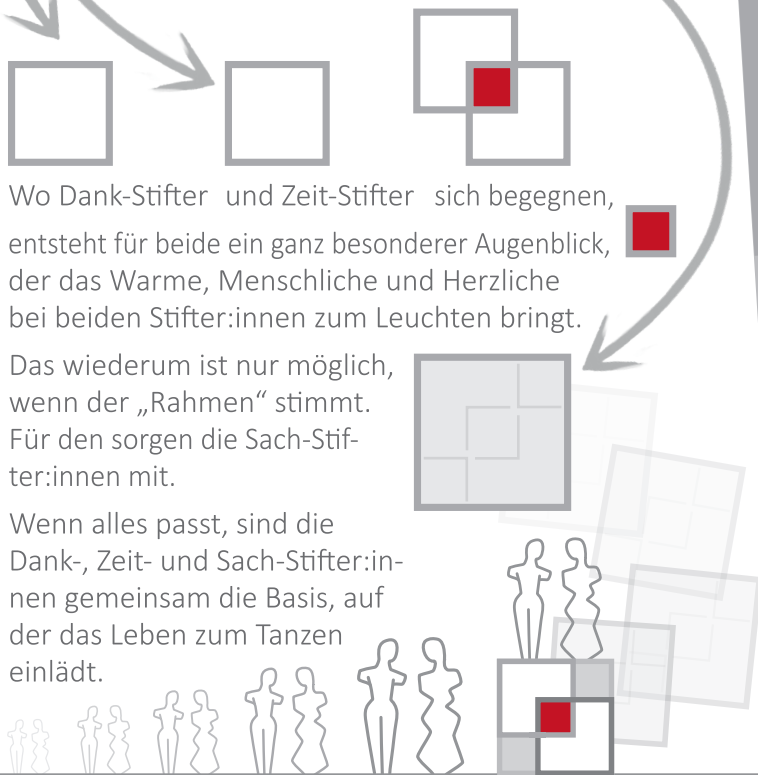 Wo Dank-Stifter und Zeit-Stifter sich begegnen,
entsteht für beide ein ganz besonderer Augenblick,
der das Warme, Menschliche und Herzliche
bei beiden Stifter:innen zum Leuchten bringt.
Das wiederum ist nur möglich,
wenn der „Rahmen“ stimmt.
Für den sorgen die Sach-Stif-
ter:innen mit.
Wenn alles passt, sind die
Dank-, Zeit- und Sach-Stifter:in-
nen gemeinsam die Basis, auf
der das Leben zum Tanzen
einlädt.